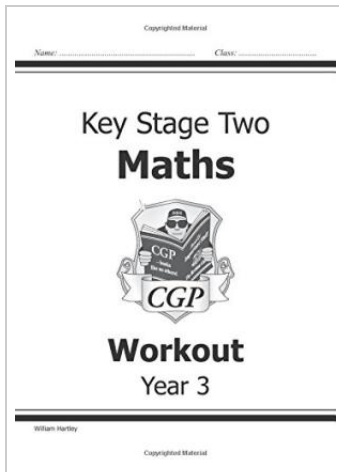 Copyrighted Material
Name: ........................................................ Class: ................................
Key Stage Two
Maths
CGP
CGP
Workout
Year 3
William Hartley
Copyrighted Material